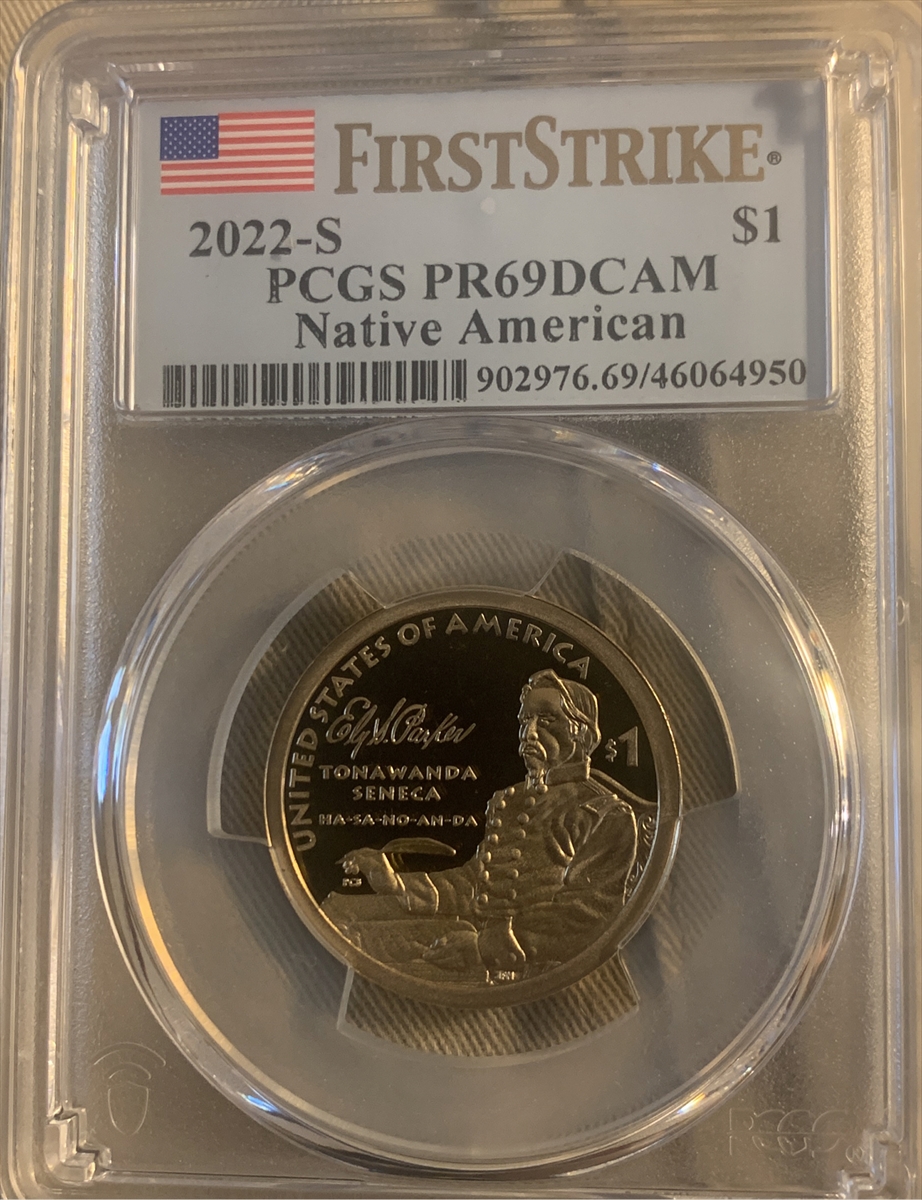 FIRSTSTRIKE®
2022-S $1
PCGS PR69DCAM
Native American
902976.69/46064950
UNITED STATES OF AMERICA
Ely S. Parker
$1
TONAWANDA
SENECA
HA-SA-NO-AN-DA
PCGS